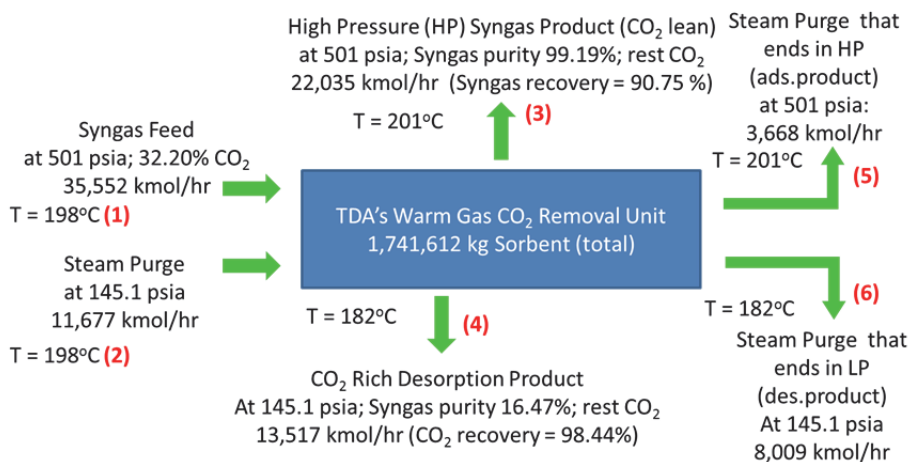 High Pressure (HP) Syngas Product (CO₂ lean)
at 501 psia; Syngas purity 99.19%; rest CO₂
22,035 kmol/hr (Syngas recovery = 90.75 %)
T = 201°C
(3)
Steam Purge that
ends in HP
(ads.product)
at 501 psia:
3,668 kmol/hr
T = 201°C
(5)
Syngas Feed
at 501 psia; 32.20% CO₂
35,552 kmol/hr
T = 198°C (1)
TDA's Warm Gas CO₂ Removal Unit
1,741,612 kg Sorbent (total)
Steam Purge
at 145.1 psia
11,677 kmol/hr
T = 198°C (2)
T = 182°C
(4)
CO₂ Rich Desorption Product
At 145.1 psia; Syngas purity 16.47%; rest CO₂
13,517 kmol/hr (CO₂ recovery = 98.44%)
T = 182°C
(6)
Steam Purge that
ends in LP
(des.product)
At 145.1 psia
8,009 kmol/hr